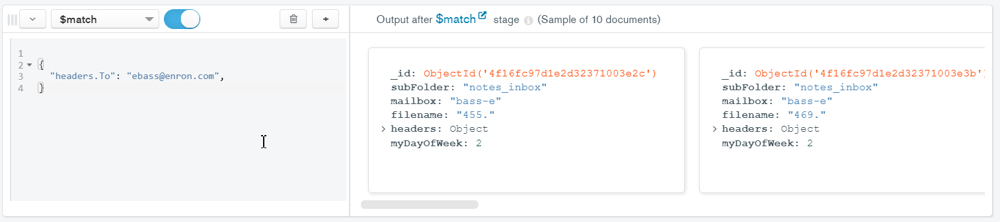 $match
+
Output after $match stage (Sample of 10 documents)
1
2 {
3 "headers.To": "ebass@enron.com",
4 }
_id: ObjectId('4f16fc97d1e2d32371003e2c')
subFolder: "notes_inbox"
mailbox: "bass-e"
filename: "455."
headers: Object
myDayOfWeek: 2
_id: ObjectId('4f16fc97d1e2d32371003e3b')
subFolder: "notes_inbox"
mailbox: "bass-e"
filename: "469."
headers: Object
myDayOfWeek: 2